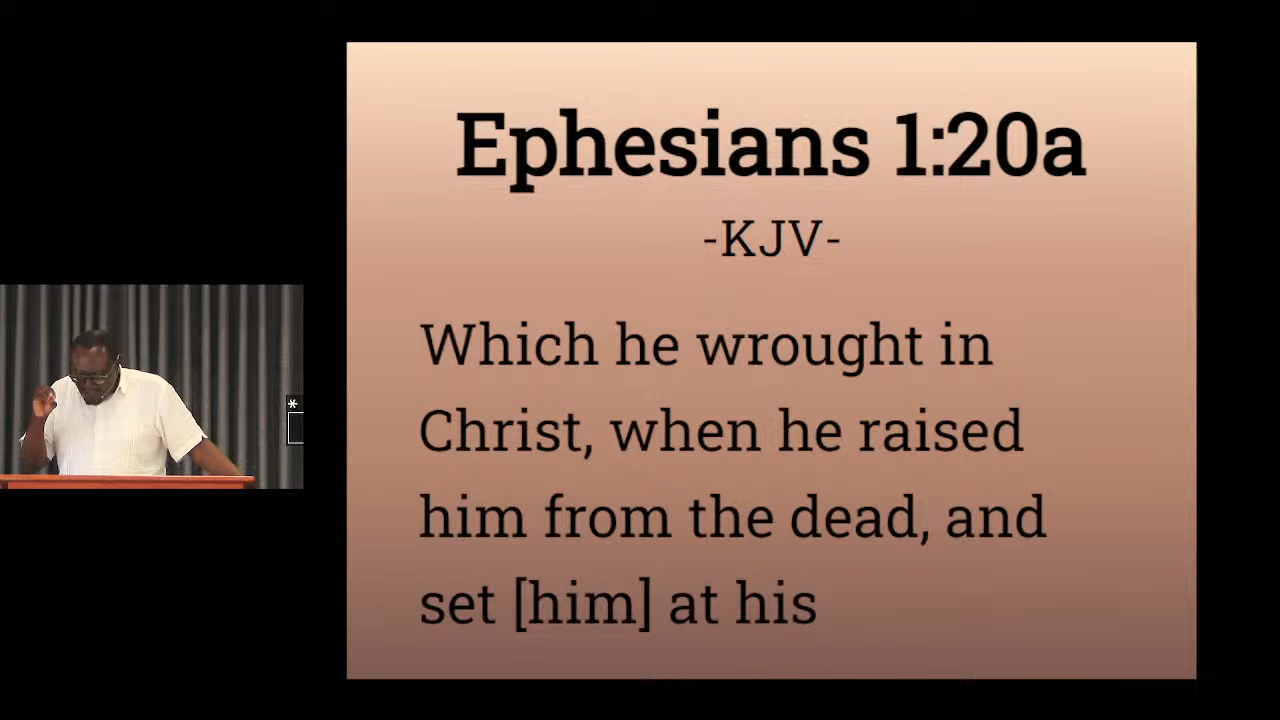 Ephesians 1:20a
-KJV-
Which he wrought in
Christ, when he raised
him from the dead, and
set [him] at his